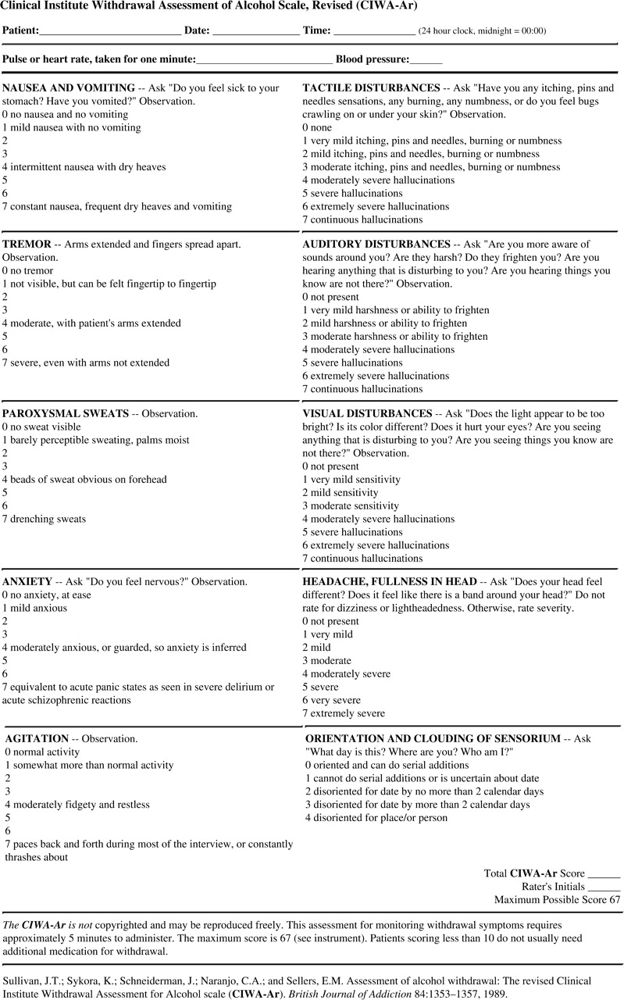 Clinical Institute Withdrawal Assessment of Alcohol Scale, Revised (CIWA-Ar)
Patient:__________________________ Date: ________________ Time: _______________ (24 hour clock, midnight = 00:00)
Pulse or heart rate, taken for one minute:_________________________ Blood pressure:______
NAUSEA AND VOMITING -- Ask "Do you feel sick to your
stomach? Have you vomited?" Observation.
0 no nausea and no vomiting
1 mild nausea with no vomiting
2
3
4 intermittent nausea with dry heaves
5
6
7 constant nausea, frequent dry heaves and vomiting
TACTILE DISTURBANCES -- Ask "Have you any itching, pins and
needles sensations, any burning, any numbness, or do you feel bugs
crawling on or under your skin?" Observation.
0 none
1 very mild itching, pins and needles, burning or numbness
2 mild itching, pins and needles, burning or numbness
3 moderate itching, pins and needles, burning or numbness
4 moderately severe hallucinations
5 severe hallucinations
6 extremely severe hallucinations
7 continuous hallucinations
TREMOR -- Arms extended and fingers spread apart.
Observation.
0 no tremor
1 not visible, but can be felt fingertip to fingertip
2
3
4 moderate, with patient's arms extended
5
6
7 severe, even with arms not extended
AUDITORY DISTURBANCES -- Ask "Are you more aware of
sounds around you? Are they harsh? Do they frighten you? Are you
hearing anything that is disturbing to you? Are you hearing things you
know are not there?" Observation.
0 not present
1 very mild harshness or ability to frighten
2 mild harshness or ability to frighten
3 moderate harshness or ability to frighten
4 moderately severe hallucinations
5 severe hallucinations
6 extremely severe hallucinations
7 continuous hallucinations
PAROXYSMAL SWEATS -- Observation.
0 no sweat visible
1 barely perceptible sweating, palms moist
2
3
4 beads of sweat obvious on forehead
5
6
7 drenching sweats
VISUAL DISTURBANCES -- Ask "Does the light appear to be too
bright? Is its color different? Does it hurt your eyes? Are you seeing
anything that is disturbing to you? Are you seeing things you know are
not there?" Observation.
0 not present
1 very mild sensitivity
2 mild sensitivity
3 moderate sensitivity
4 moderately severe hallucinations
5 severe hallucinations
6 extremely severe hallucinations
7 continuous hallucinations
ANXIETY -- Ask "Do you feel nervous?" Observation.
0 no anxiety, at ease
1 mild anxious
2
3
4 moderately anxious, or guarded, so anxiety is inferred
5
6
7 equivalent to acute panic states as seen in severe delirium or
acute schizophrenic reactions
HEADACHE, FULLNESS IN HEAD -- Ask "Does your head feel
different? Does it feel like there is a band around your head?" Do not
rate for dizziness or lightheadedness. Otherwise, rate severity.
0 not present
1 very mild
2 mild
3 moderate
4 moderately severe
5 severe
6 very severe
7 extremely severe
AGITATION -- Observation.
0 normal activity
1 somewhat more than normal activity
2
3
4 moderately fidgety and restless
5
6
7 paces back and forth during most of the interview, or constantly
thrashes about
ORIENTATION AND CLOUDING OF SENSORIUM -- Ask
"What day is this? Where are you? Who am I?"
0 oriented and can do serial additions
1 cannot do serial additions or is uncertain about date
2 disoriented for date by no more than 2 calendar days
3 disoriented for date by more than 2 calendar days
4 disoriented for place/or person
Total CIWA-Ar Score ______
Rater's Initials ______
Maximum Possible Score 67
The CIWA-Ar is not copyrighted and may be reproduced freely. This assessment for monitoring withdrawal symptoms requires
approximately 5 minutes to administer. The maximum score is 67 (see instrument). Patients scoring less than 10 do not usually need
additional medication for withdrawal.
Sullivan, J.T.; Sykora, K.; Schneiderman, J.; Naranjo, C.A.; and Sellers, E.M. Assessment of alcohol withdrawal: The revised Clinical
Institute Withdrawal Assessment for Alcohol scale (CIWA-Ar). British Journal of Addiction 84:1353–1357, 1989.